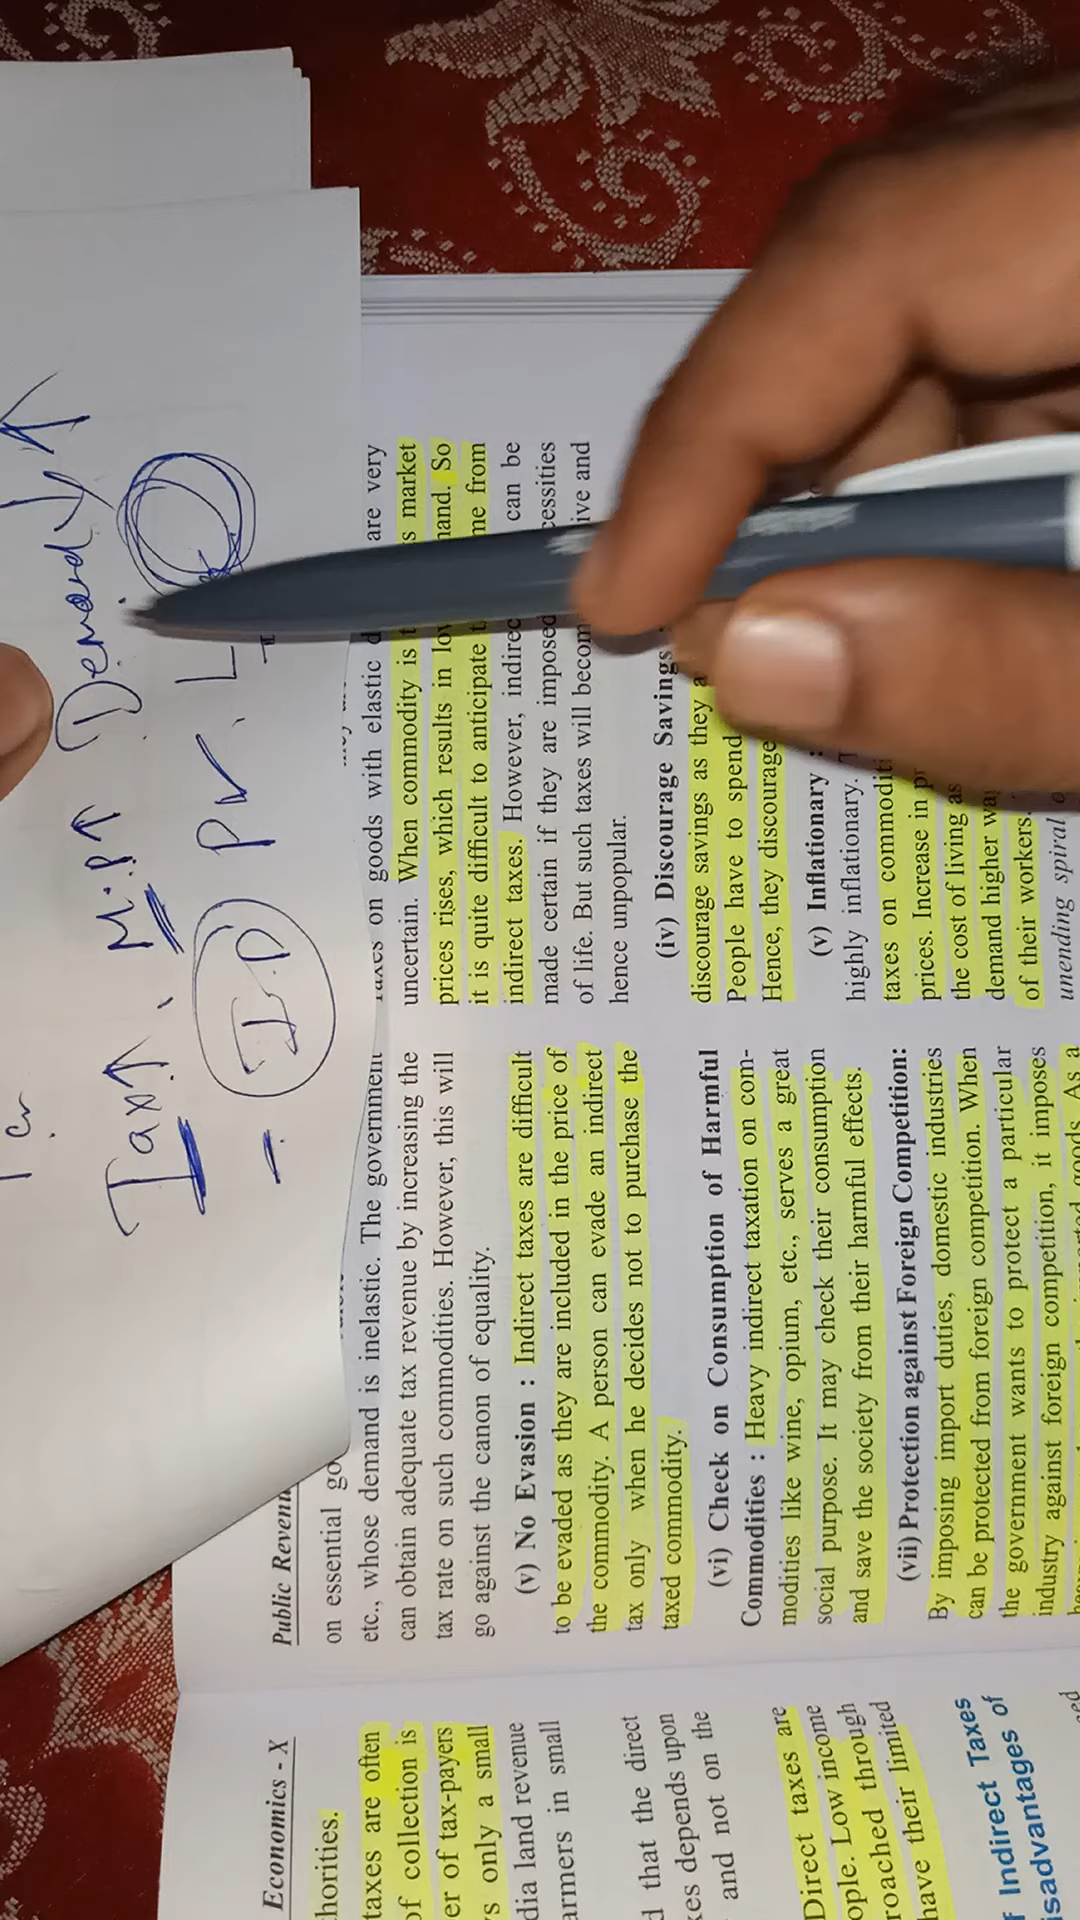 Tax↑, M.P↑ Demand↓↑
- I.D Pr. L
Public Revenu
on essential go
etc., whose demand is inelastic. The government
can obtain adequate tax revenue by increasing the
tax rate on such commodities. However, this will
go against the canon of equality.
(v) No Evasion : Indirect taxes are difficult
to be evaded as they are included in the price of
the commodity. A person can evade an indirect
tax only when he decides not to purchase the
taxed commodity.
(vi) Check on Consumption of Harmful
Commodities : Heavy indirect taxation on com-
modities like wine, opium, etc., serves a great
social purpose. It may check their consumption
and save the society from their harmful effects.
(vii) Protection against Foreign Competition:
By imposing import duties, domestic industries
can be protected from foreign competition. When
the government wants to protect a particular
industry against foreign competition, it imposes
goods. As a
taxes on goods with elastic d are very
uncertain. When commodity is t s market
prices rises, which results in low hand. So
it is quite difficult to anticipate t me from
indirect taxes. However, indirec can be
made certain if they are imposed cessities
of life. But such taxes will becom ive and
hence unpopular.
(iv) Discourage Savings
discourage savings as they a
People have to spend
Hence, they discourage
(v) Inflationary :
highly inflationary. T
taxes on commoditi
prices. Increase in pr
the cost of living as
demand higher wa
of their workers.
unending spiral
Economics - X
horities.
taxes are often
of collection is
er of tax-payers
s only a small
dia land revenue
armers in small
d that the direct
xes depends upon
and not on the
Direct taxes are
ople. Low income
roached through
have their limited
f Indirect Taxes
isadvantages of